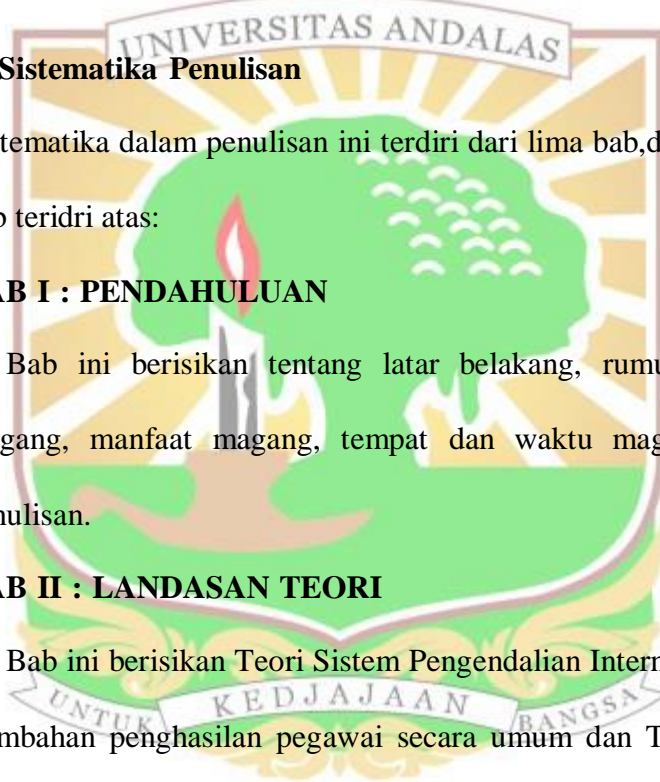 UNIVERSITAS ANDALAS
Sistematika Penulisan
tematika dalam penulisan ini terdiri dari lima bab,d
b teridri atas:
AB I : PENDAHULUAN
Bab ini berisikan tentang latar belakang, rumu
gang, manfaat magang, tempat dan waktu mag
nulisan.
AB II : LANDASAN TEORI
Bab ini berisikan Teori Sistem Pengendalian Intern
UNTUK KEDJAJAAN BANGSA
mbahan penghasilan pegawai secara umum dan T